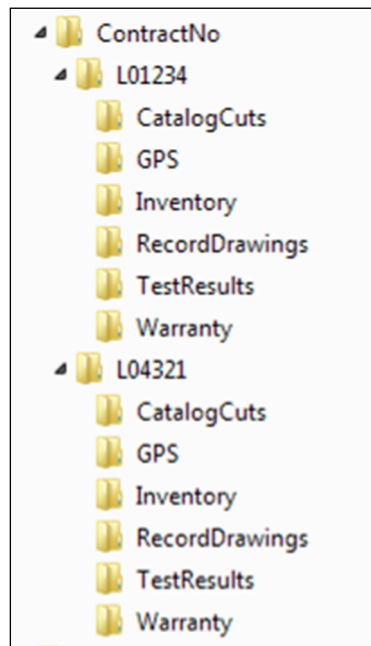 ContractNo
L01234
CatalogCuts
GPS
Inventory
RecordDrawings
TestResults
Warranty
L04321
CatalogCuts
GPS
Inventory
RecordDrawings
TestResults
Warranty